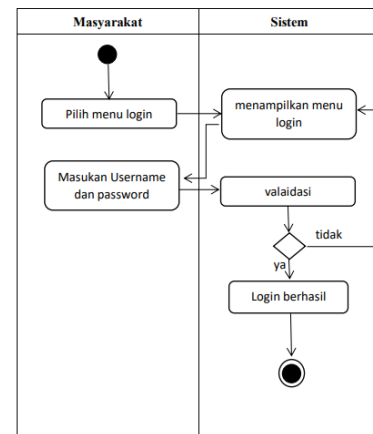 Masyarakat
Sistem
Pilih menu login
menampilkan menu
login
Masukan Username
dan password
valaidasi
tidak
ya
Login berhasil